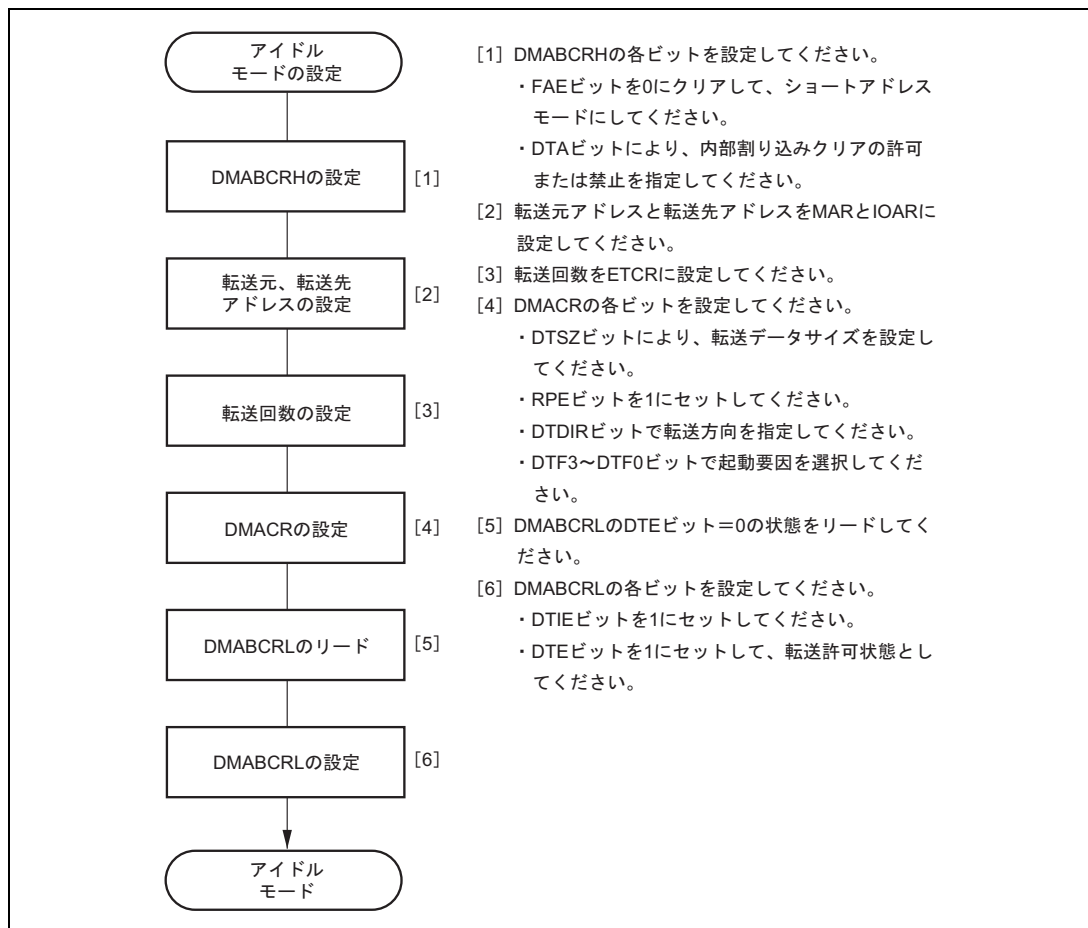 アイドル
モードの設定
DMABCRHの設定
[1]
転送元、転送先
アドレスの設定
[2]
転送回数の設定
[3]
DMACRの設定
[4]
DMABCRLのリード
[5]
DMABCRLの設定
[6]
アイドル
モード
[1] DMABCRHの各ビットを設定してください。
・FAEビットを0にクリアして、ショートアドレス
モードにしてください。
・DTAビットにより、内部割り込みクリアの許可
または禁止を指定してください。
[2] 転送元アドレスと転送先アドレスをMARとIOARに
設定してください。
[3] 転送回数をETCRに設定してください。
[4] DMACRの各ビットを設定してください。
・DTSZビットにより、転送データサイズを設定し
てください。
・RPEビットを1にセットしてください。
・DTDIRビットで転送方向を指定してください。
・DTF3～DTF0ビットで起動要因を選択してくだ
さい。
[5] DMABCRLのDTEビット＝0の状態をリードしてく
ださい。
[6] DMABCRLの各ビットを設定してください。
・DTIEビットを1にセットしてください。
・DTEビットを1にセットして、転送許可状態とし
てください。